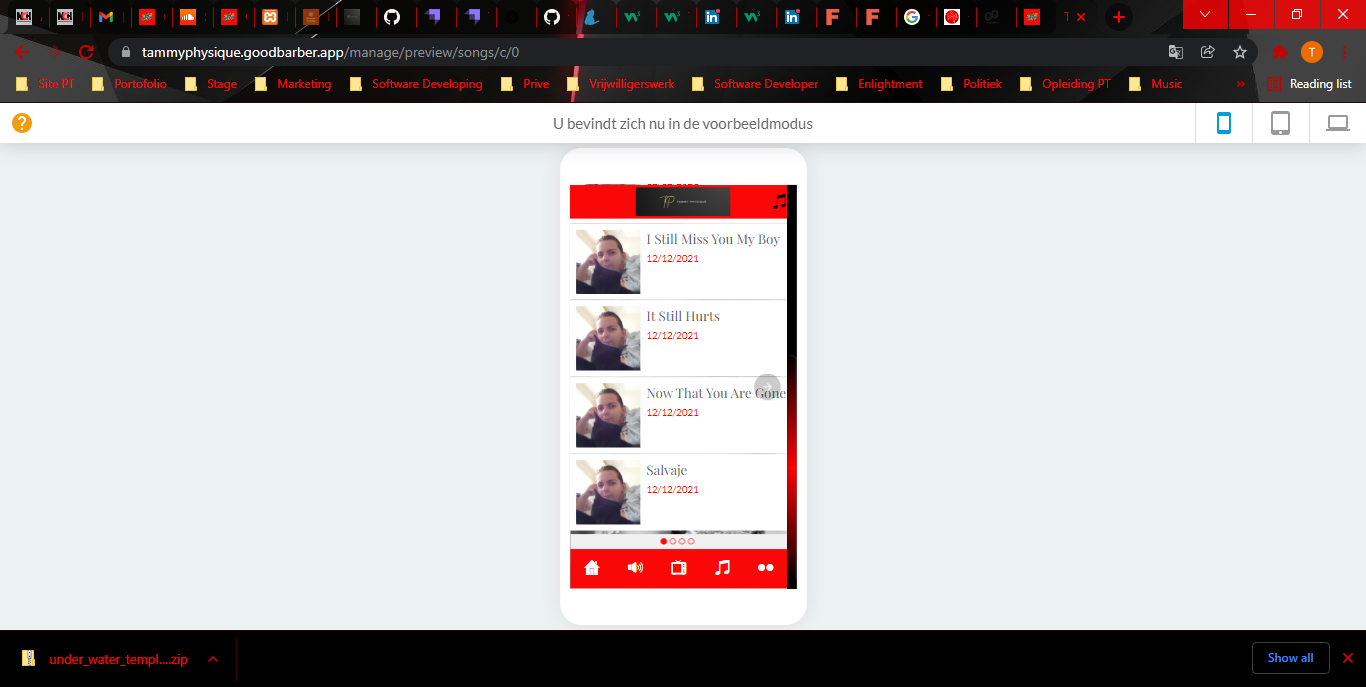 tammyphysique.goodbarber.app/manage/preview/songs/c/0
T
Site PT
Portofolio
Stage
Marketing
Software Developing
Prive
Vrijwilligerswerk
Software Developer
Enlightment
Politiek
Opleiding PT
Music
»
Reading list
?
U bevindt zich nu in de voorbeeldmodus
TP
I Still Miss You My Boy
12/12/2021
It Still Hurts
12/12/2021
Now That You Are Gone
12/12/2021
Salvaje
12/12/2021
under_water_templ....zip
Show all